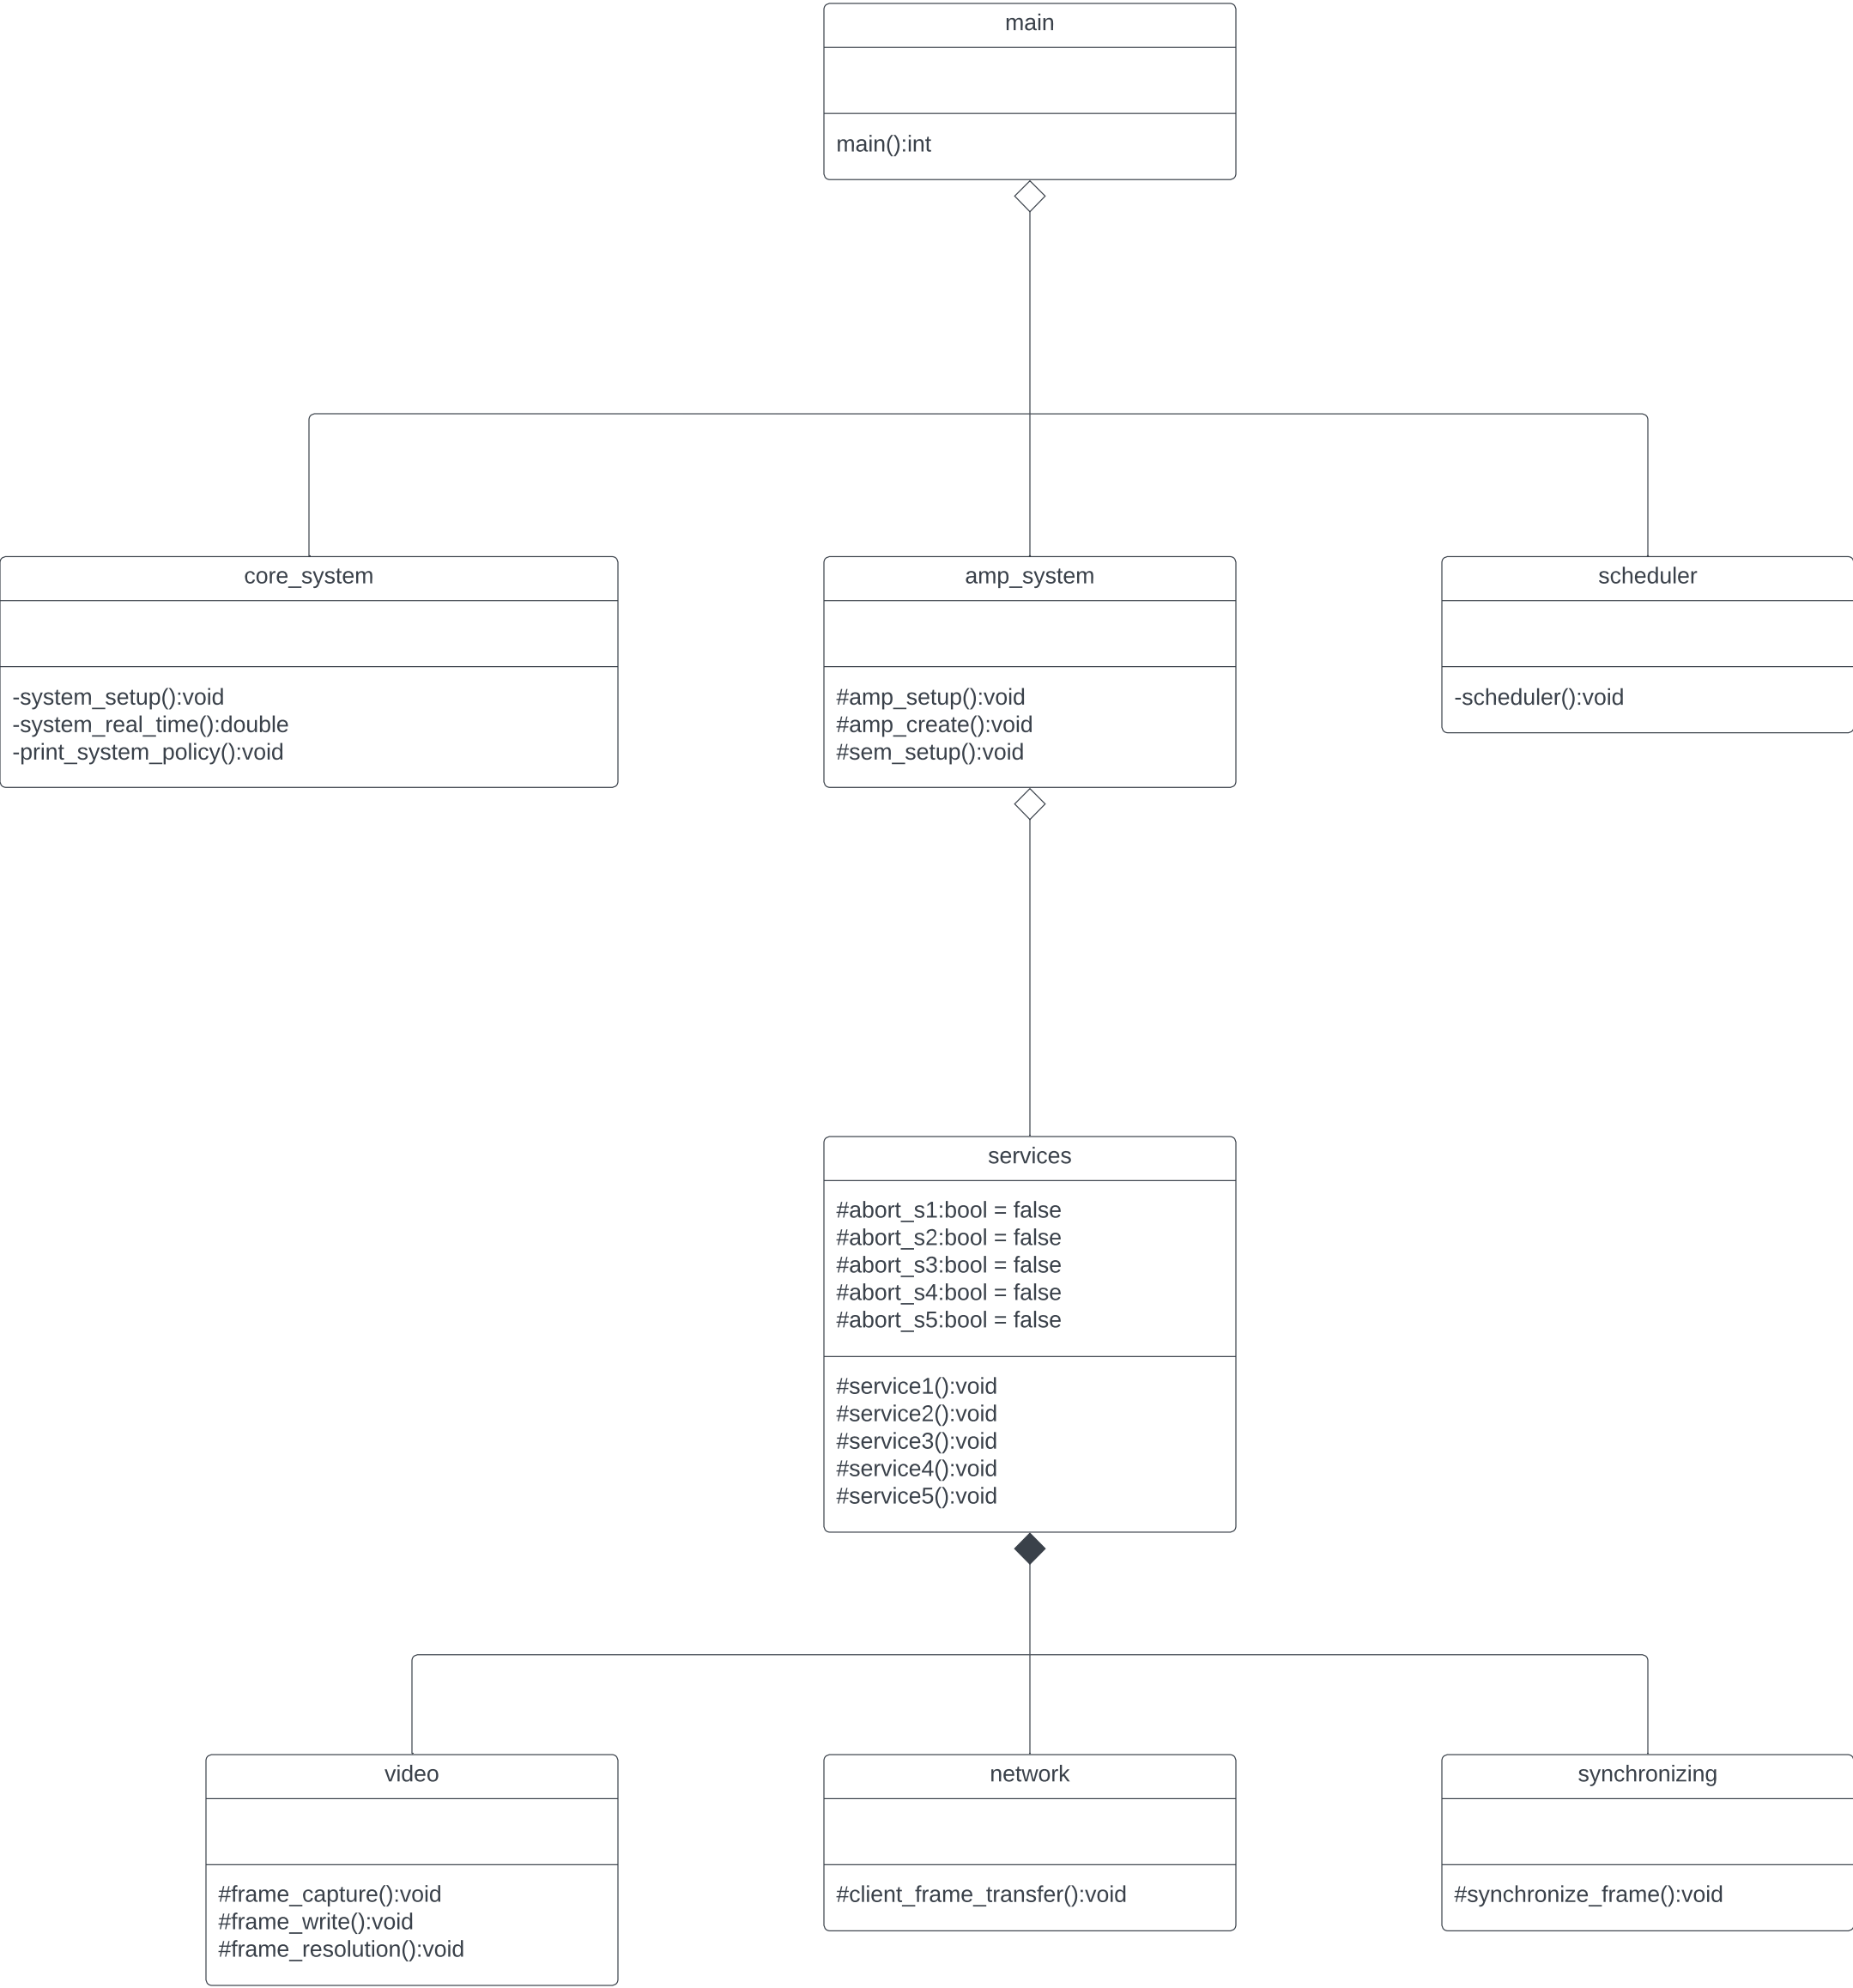 main
main():int
core_system
-system_setup():void
-system_real_time():double
-print_system_policy():void
amp_system
#amp_setup():void
#amp_create():void
#sem_setup():void
scheduler
-scheduler():void
services
#abort_s1:bool = false
#abort_s2:bool = false
#abort_s3:bool = false
#abort_s4:bool = false
#abort_s5:bool = false
#service1():void
#service2():void
#service3():void
#service4():void
#service5():void
video
#frame_capture():void
#frame_write():void
#frame_resolution():void
network
#client_frame_transfer():void
synchronizing
#synchronize_frame():void